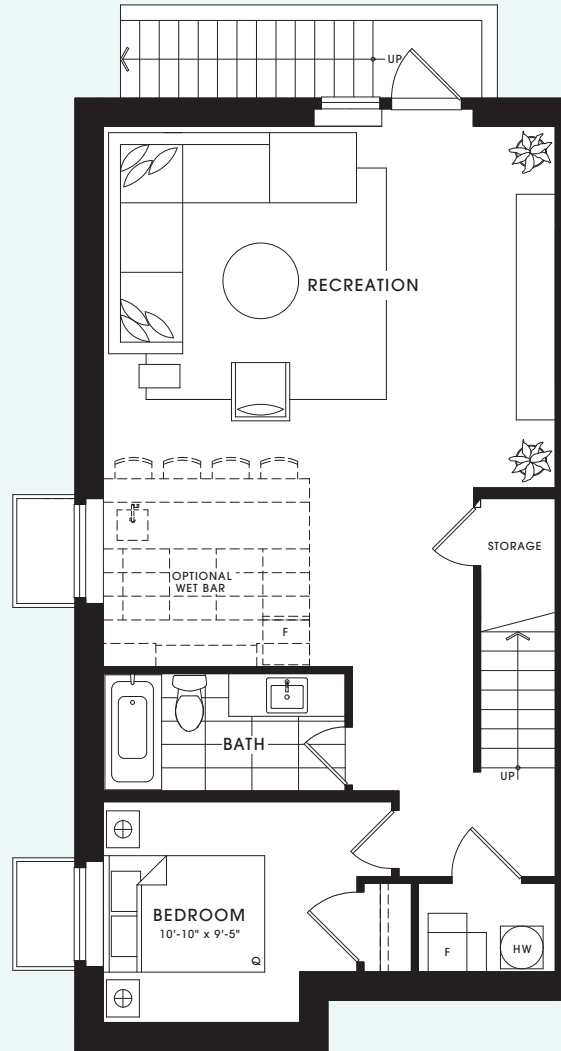 UP
RECREATION
STORAGE
OPTIONAL
WET BAR
F
BATH
UP
BEDROOM
10'-10" x 9'-5"
Q
F
HW